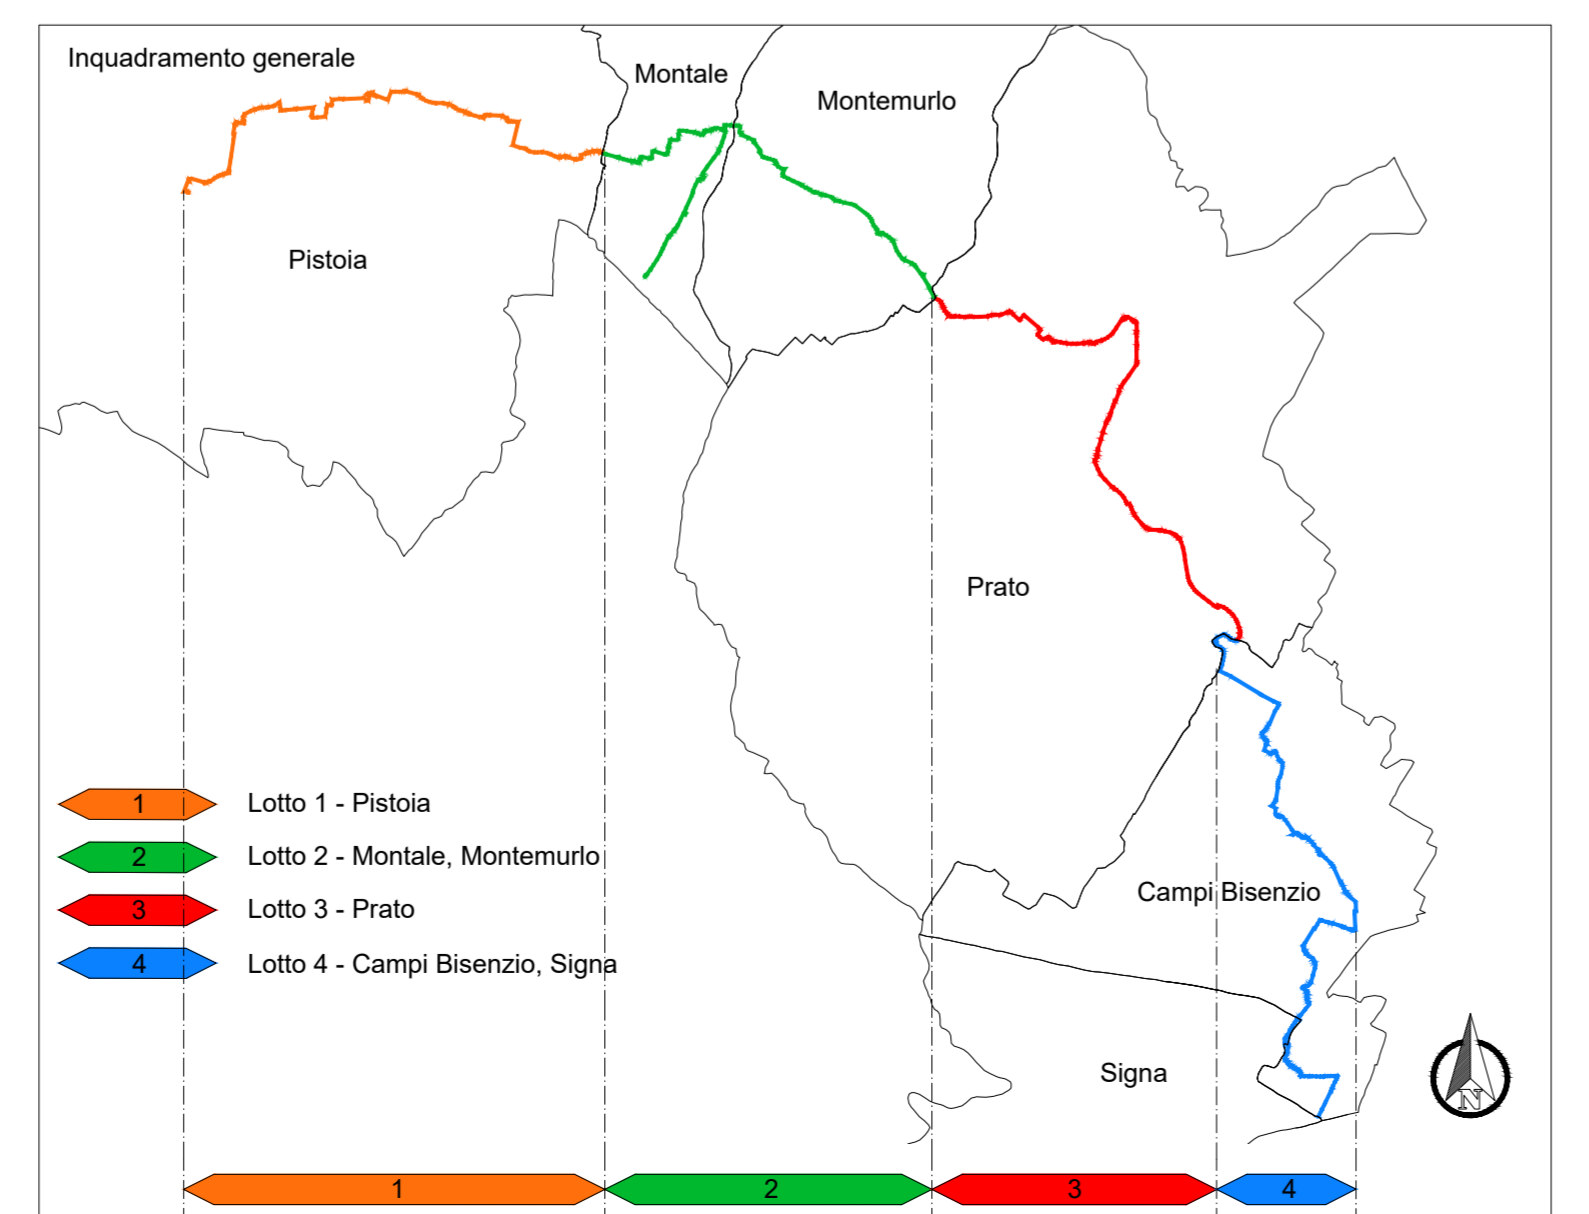 Inquadramento generale
Montale
Montemurlo
Pistoia
Prato
1 Lotto 1 - Pistoia
2 Lotto 2 - Montale, Montemurlo
3 Lotto 3 - Prato
4 Lotto 4 - Campi Bisenzio, Signa
Campi Bisenzio
Signa
N
1 2 3 4